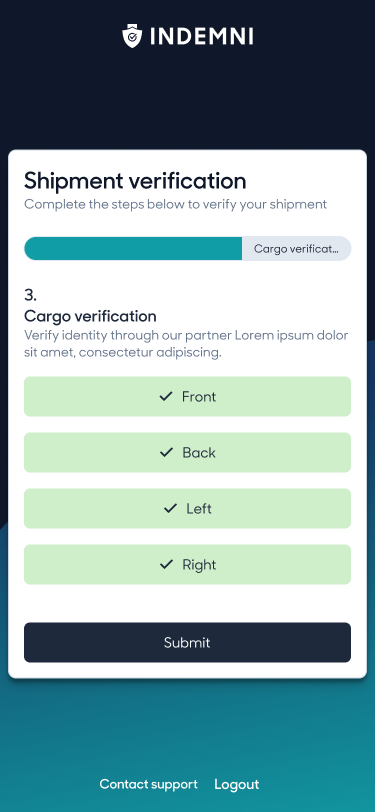 INDEMNI
Shipment verification
Complete the steps below to verify your shipment
Cargo verificat...
3.
Cargo verification
Verify identity through our partner Lorem ipsum dolor
sit amet, consectetur adipiscing.
Front
Back
Left
Right
Submit
Contact support Logout